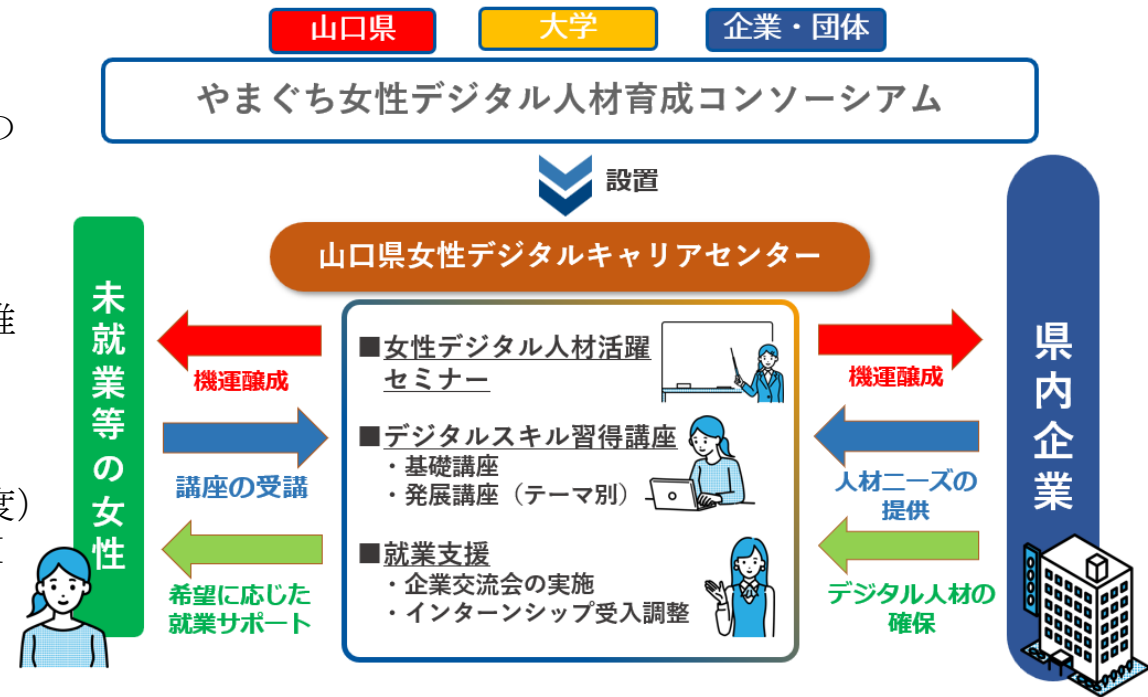 山口県
大学
企業・団体
やまぐち女性デジタル人材育成コンソーシアム
設置
山口県女性デジタルキャリアセンター
未就業等の女性
機運醸成
講座の受講
希望に応じた
就業サポート
■女性デジタル人材活躍
セミナー
■デジタルスキル習得講座
・基礎講座
・発展講座（テーマ別）
■就業支援
・企業交流会の実施
・インターンシップ受入調整
機運醸成
人材ニーズの
提供
デジタル人材の
確保
県内企業
つ
度）